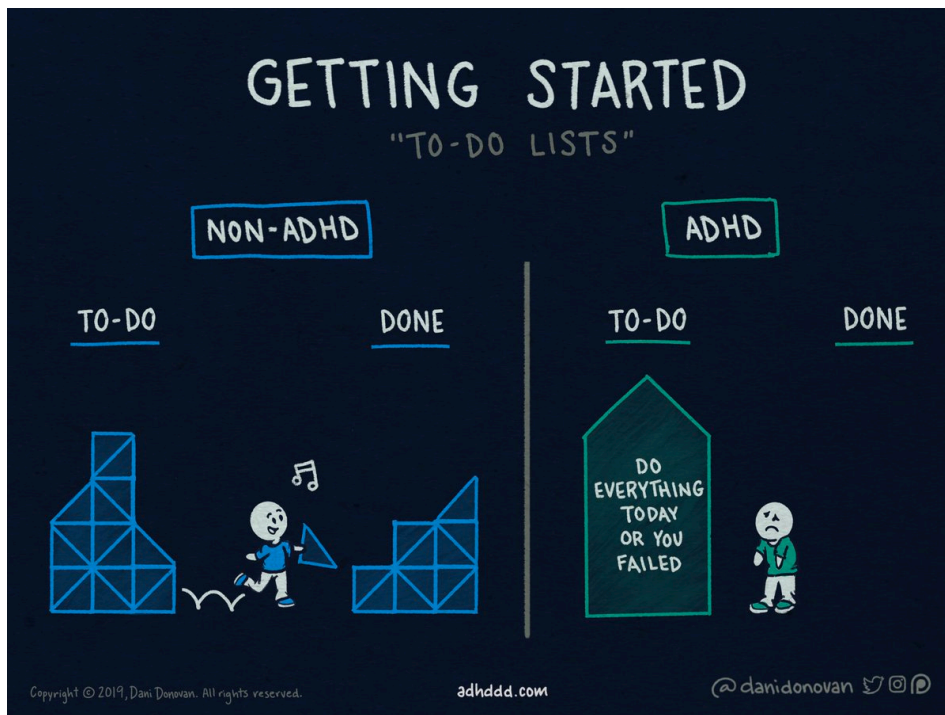 GETTING STARTED
"TO-DO LISTS"
NON-ADHD
TO-DO
DONE
ADHD
TO-DO
DONE
DO
EVERYTHING
TODAY
OR YOU
FAILED
Copyright © 2019, Dani Donovan. All rights reserved.
adhddd.com
@danidonovan